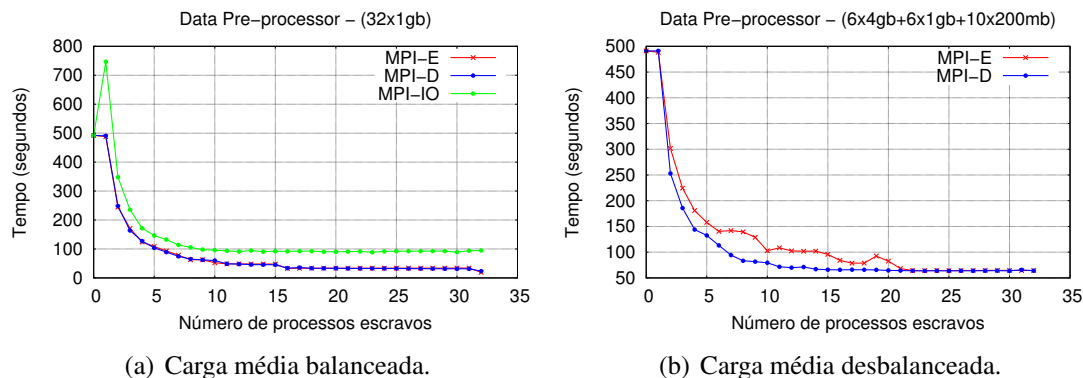 Data Pre-processor - (32x1gb)
800
700
600
500
400
300
200
100
0
0 5 10 15 20 25 30 35
Tempo (segundos)
Número de processos escravos
MPI-E
MPI-D
MPI-IO
(a) Carga média balanceada.
Data Pre-processor - (6x4gb+6x1gb+10x200mb)
500
450
400
350
300
250
200
150
100
50
0 5 10 15 20 25 30 35
Tempo (segundos)
Número de processos escravos
MPI-E
MPI-D
(b) Carga média desbalanceada.